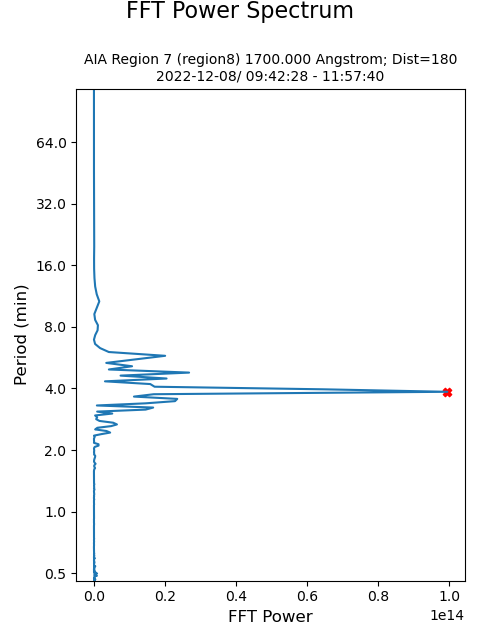 FFT Power Spectrum
AIA Region 7 (region8) 1700.000 Angstrom; Dist=180
2022-12-08/ 09:42:28 - 11:57:40
64.0
32.0
16.0
8.0
4.0
2.0
1.0
0.5
Period (min)
0.0 0.2 0.4 0.6 0.8 1.0
1e14
FFT Power